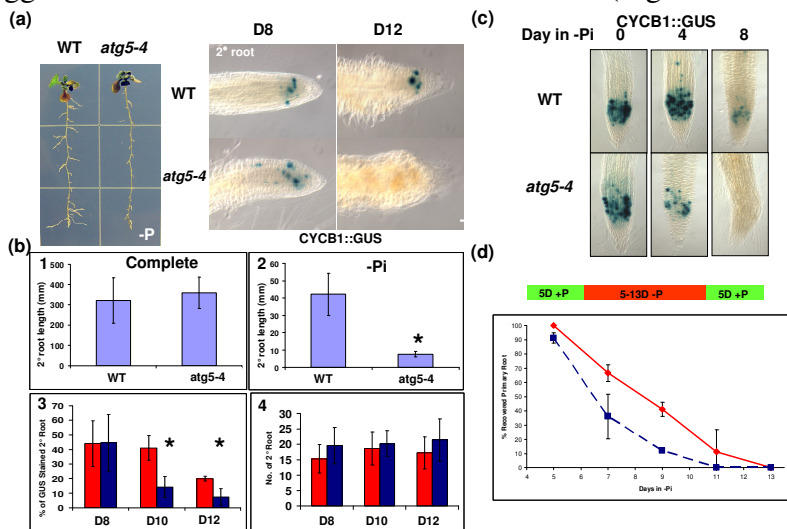 (a)
WT atg5-4
-P
D8 D12
2° root
WT
atg5-4
CYCB1::GUS
(c)
CYCB1::GUS
Day in -Pi 0 4 8
WT
atg5-4
(b)
1 Complete
2° root length (mm)
500
400
300
200
100
0
WT atg5-4
2 -Pi
2° root length (mm)
60
50
40
30
20
10
0
*
WT atg5-4
3
% of GUS Stained 2° Root
70
60
50
40
30
20
10
0
* *
D8 D10 D12
4
No. of 2° Root
30
25
20
15
10
5
0
D8 D10 D12
(d)
5D +P 5-13D -P 5D +P
% Recovered Primary Root
100
90
80
70
60
50
40
30
20
10
0
4 5 6 7 8 9 10 11 12 13
Days in -Pi